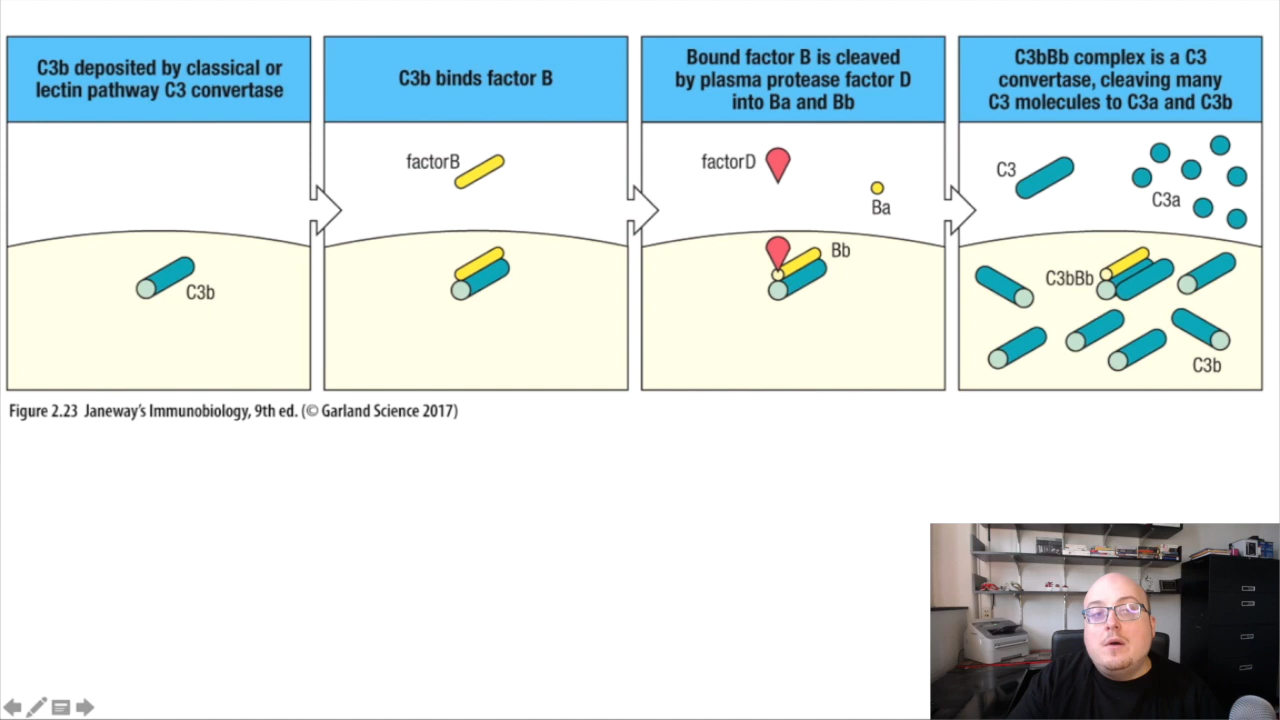 C3b deposited by classical or
lectin pathway C3 convertase
C3b
C3b binds factor B
factorB
Bound factor B is cleaved
by plasma protease factor D
into Ba and Bb
factorD
Ba
Bb
C3bBb complex is a C3
convertase, cleaving many
C3 molecules to C3a and C3b
C3
C3a
C3bBb
C3b
Figure 2.23 Janeway's Immunobiology, 9th ed. (© Garland Science 2017)